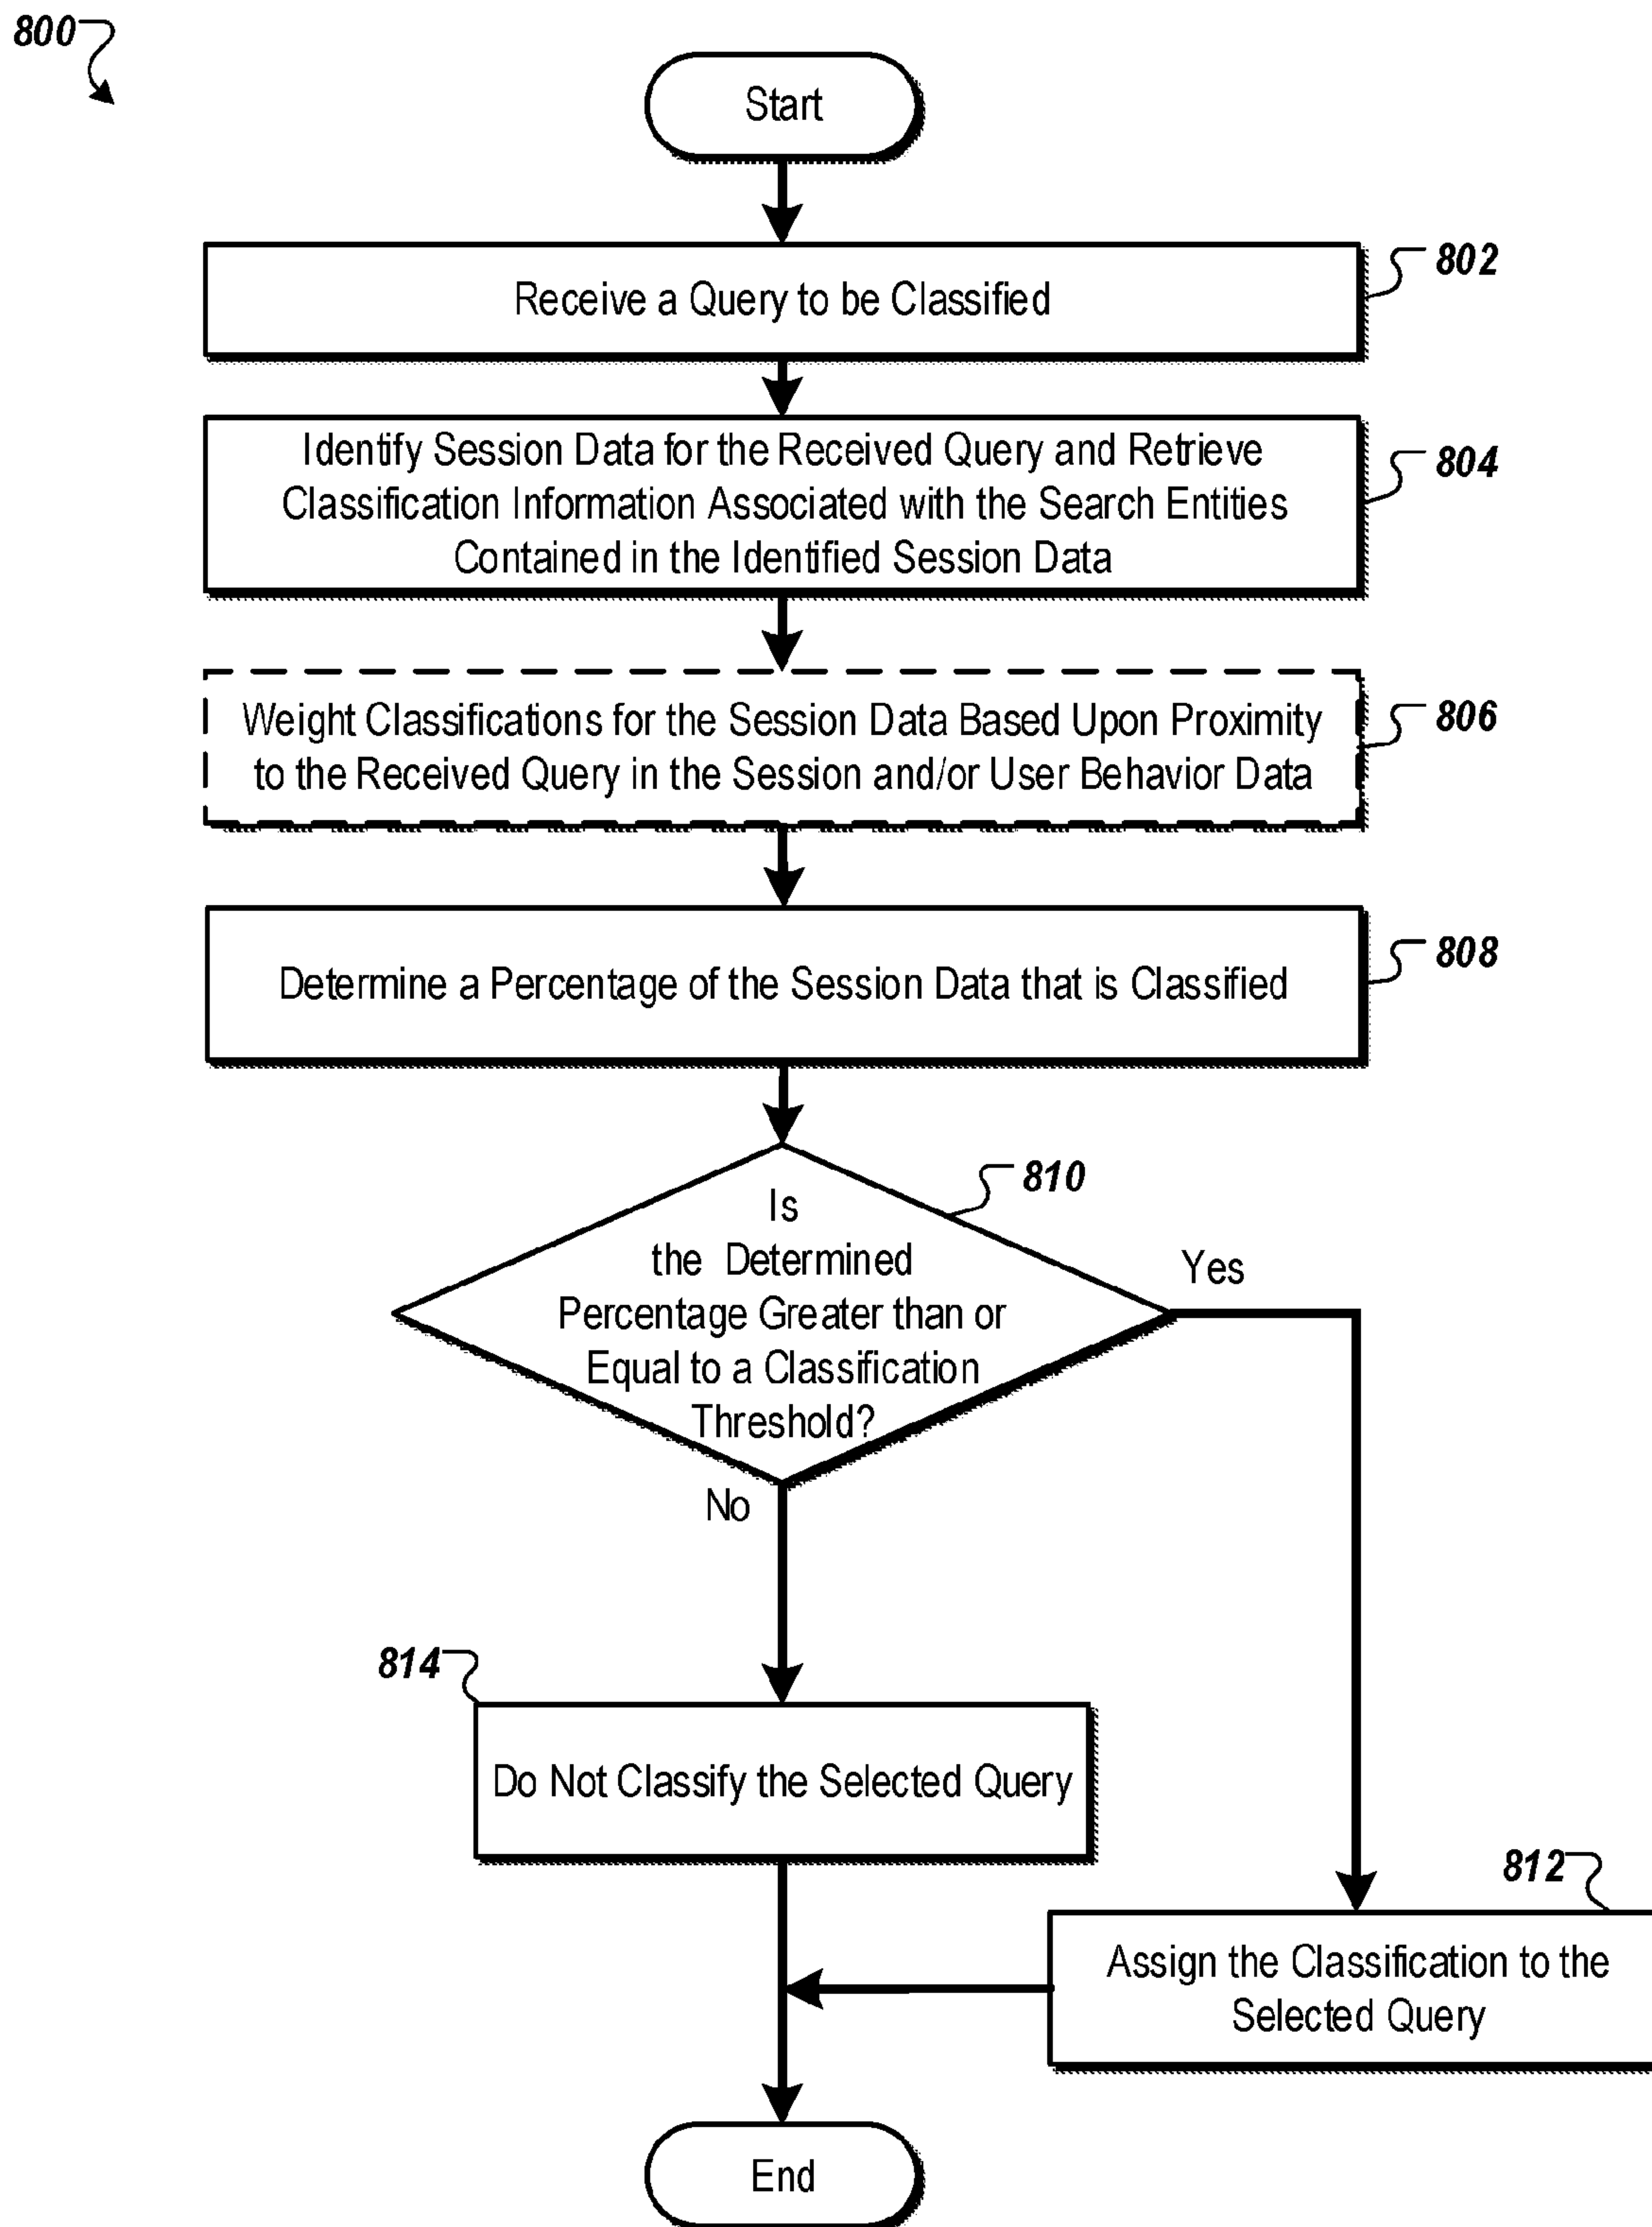 800
Start
Receive a Query to be Classified
802
Identify Session Data for the Received Query and Retrieve
Classification Information Associated with the Search Entities
Contained in the Identified Session Data
804
Weight Classifications for the Session Data Based Upon Proximity
to the Received Query in the Session and/or User Behavior Data
806
Determine a Percentage of the Session Data that is Classified
808
Is
the Determined
Percentage Greater than or
Equal to a Classification
Threshold?
810
Yes
No
814
Do Not Classify the Selected Query
812
Assign the Classification to the
Selected Query
End